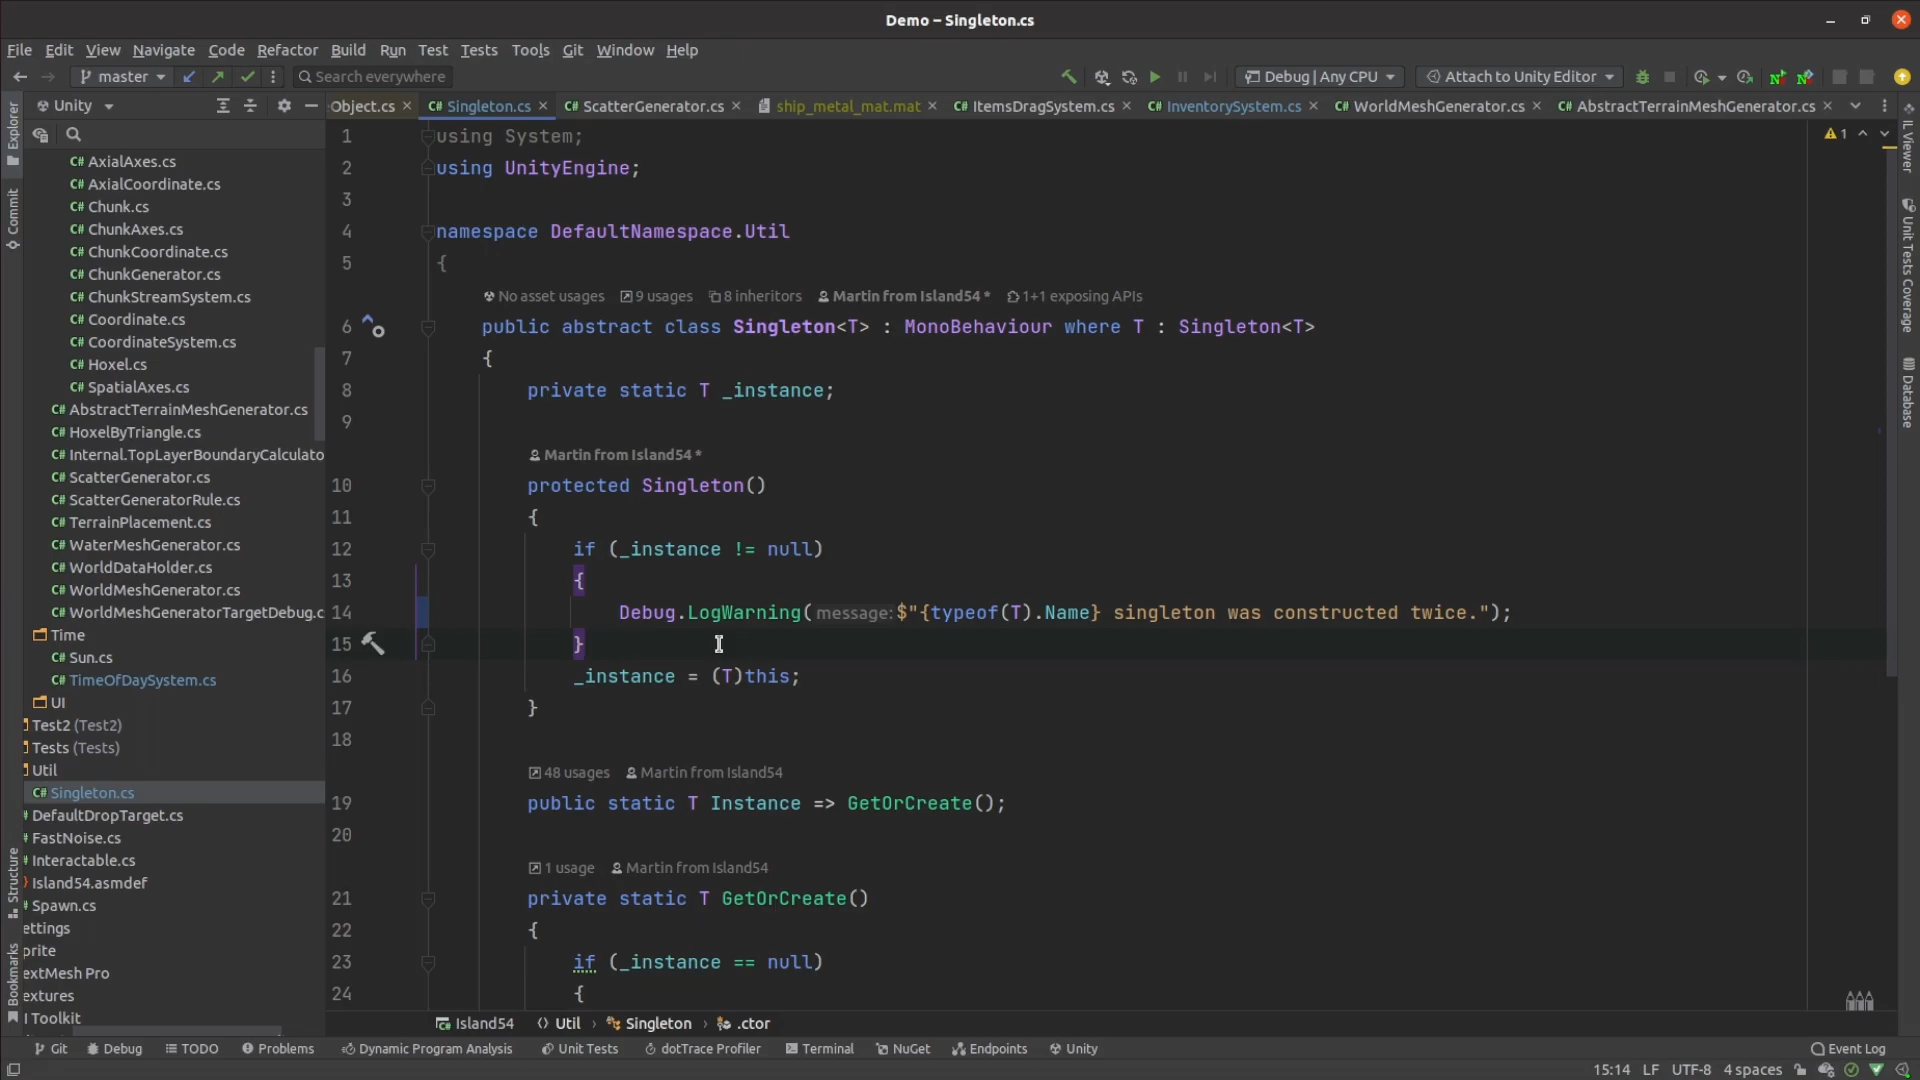 Demo – Singleton.cs
File Edit View Navigate Code Refactor Build Run Test Tests Tools Git Window Help
master Search everywhere Debug | Any CPU Attach to Unity Editor
Unity Object.cs Singleton.cs ScatterGenerator.cs ship_metal_mat.mat ItemsDragSystem.cs InventorySystem.cs WorldMeshGenerator.cs AbstractTerrainMeshGenerator.cs
Explorer
Commit
Structure
Bookmarks
C# AxialAxes.cs
C# AxialCoordinate.cs
C# Chunk.cs
C# ChunkAxes.cs
C# ChunkCoordinate.cs
C# ChunkGenerator.cs
C# ChunkStreamSystem.cs
C# Coordinate.cs
C# CoordinateSystem.cs
C# Hoxel.cs
C# SpatialAxes.cs
C# AbstractTerrainMeshGenerator.cs
C# HoxelByTriangle.cs
C# Internal.TopLayerBoundaryCalculato
C# ScatterGenerator.cs
C# ScatterGeneratorRule.cs
C# TerrainPlacement.cs
C# WaterMeshGenerator.cs
C# WorldDataHolder.cs
C# WorldMeshGenerator.cs
C# WorldMeshGeneratorTargetDebug.c
Time
C# Sun.cs
C# TimeOfDaySystem.cs
UI
Test2 (Test2)
Tests (Tests)
Util
C# Singleton.cs
DefaultDropTarget.cs
FastNoise.cs
Interactable.cs
Island54.asmdef
Spawn.cs
ettings
prite
extMesh Pro
extures
I Toolkit
1 using System;
2 using UnityEngine;
3
4 namespace DefaultNamespace.Util
5 {
No asset usages 9 usages 8 inheritors Martin from Island54 * 1+1 exposing APIs
6 public abstract class Singleton<T> : MonoBehaviour where T : Singleton<T>
7 {
8 private static T _instance;
9
Martin from Island54 *
10 protected Singleton()
11 {
12 if (_instance != null)
13 {
14 Debug.LogWarning(message: $"{typeof(T).Name} singleton was constructed twice.");
15 }
16 _instance = (T)this;
17 }
18
48 usages Martin from Island54
19 public static T Instance => GetOrCreate();
20
1 usage Martin from Island54
21 private static T GetOrCreate()
22 {
23 if (_instance == null)
24 {
1
IL Viewer
Unit Tests Coverage
Database
Island54 Util › Singleton › .ctor
Git Debug TODO Problems Dynamic Program Analysis Unit Tests dotTrace Profiler Terminal NuGet Endpoints Unity Event Log
15:14 LF UTF-8 4 spaces